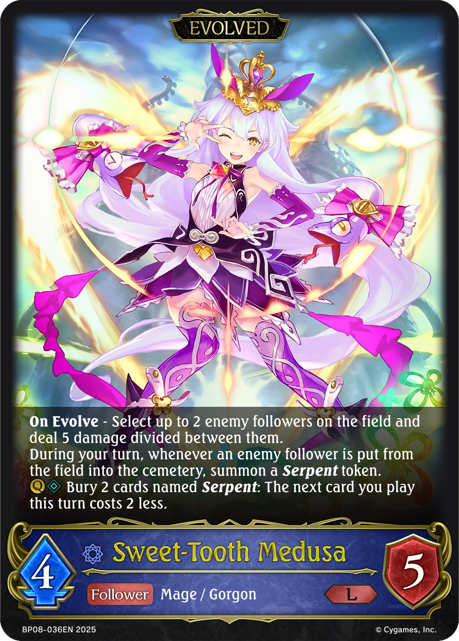 EVOLVED
On Evolve - Select up to 2 enemy followers on the field and
deal 5 damage divided between them.
During your turn, whenever an enemy follower is put from
the field into the cemetery, summon a Serpent token.
Bury 2 cards named Serpent: The next card you play
this turn costs 2 less.
Sweet-Tooth Medusa
4
5
Follower Mage / Gorgon L
BP08-036EN 2025 © Cygames, Inc.